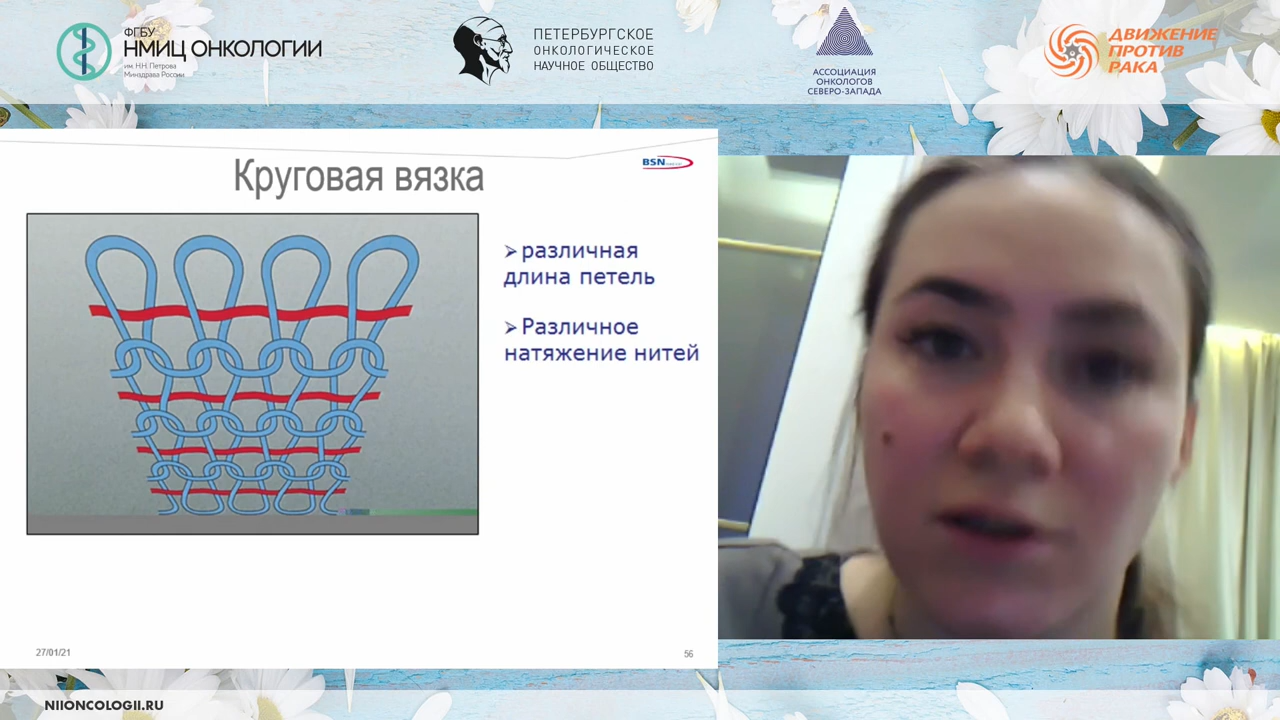 ФГБУ
НМИЦ ОНКОЛОГИИ
им. Н.Н. Петрова
Минздрава России
ПЕТЕРБУРГСКОЕ
ОНКОЛОГИЧЕСКОЕ
НАУЧНОЕ ОБЩЕСТВО
АССОЦИАЦИЯ
ОНКОЛОГОВ
СЕВЕРО-ЗАПАДА
ДВИЖЕНИЕ
ПРОТИВ
РАКА
Круговая вязка
BSN
➢ различная
длина петель
➢ Различное
натяжение нитей
27/01/21
56
NIIONCOLOGII.RU